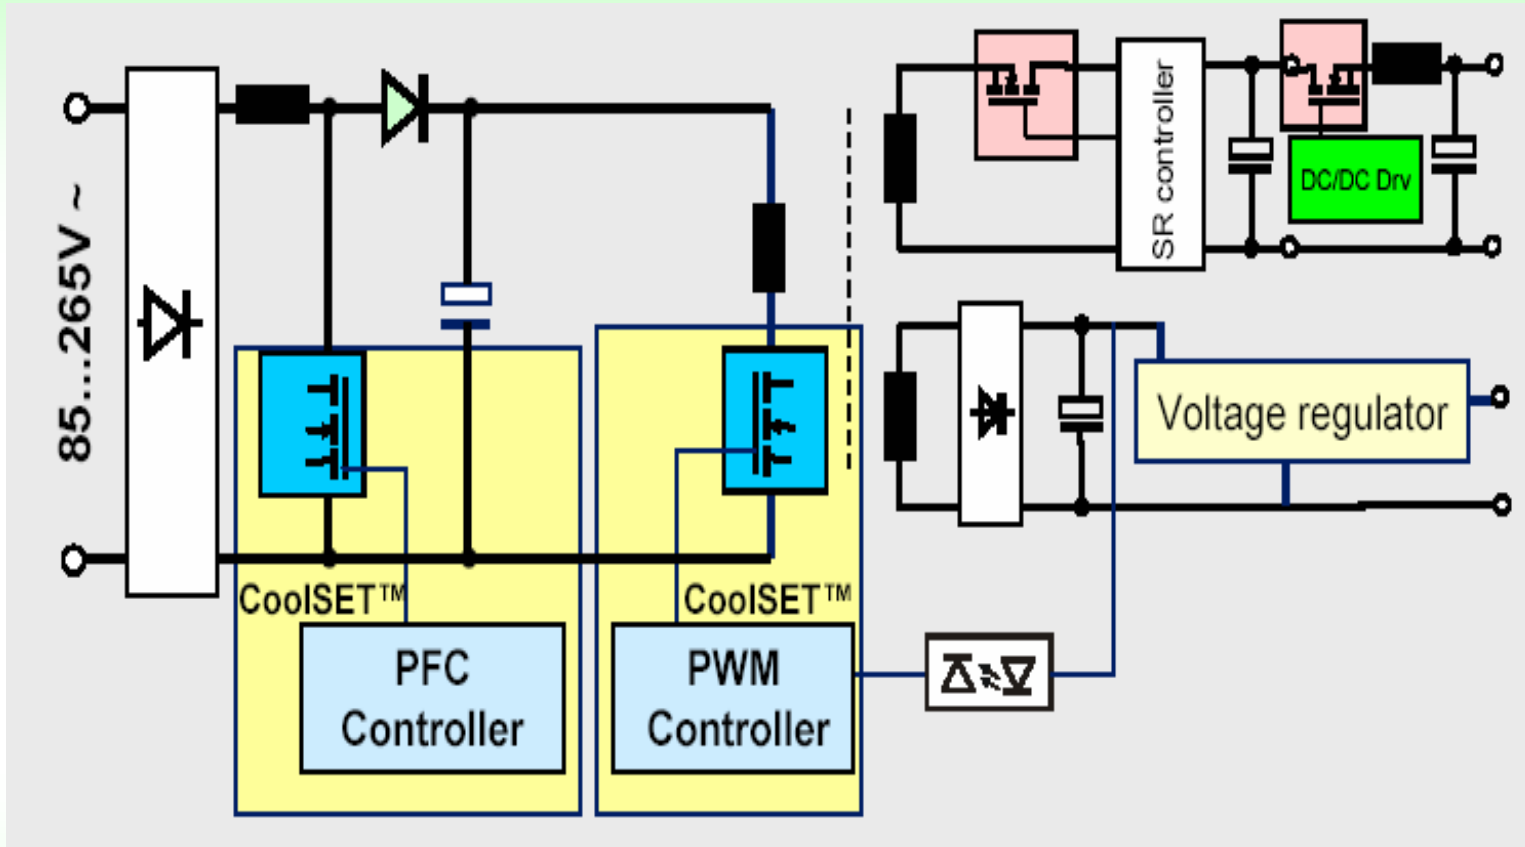 85...265V ~
SR controller
DC/DC Drv
Voltage regulator
CoolSET™
CoolSET™
PFC
Controller
PWM
Controller